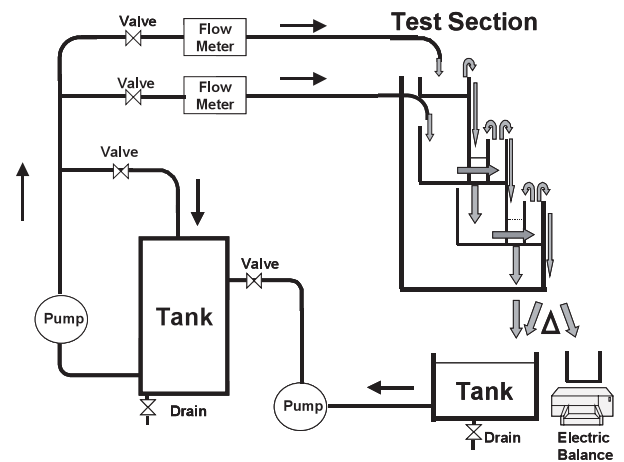 Test Section
Valve
Flow
Meter
Valve
Flow
Meter
Valve
Valve
Tank
Pump
Drain
Pump
Tank
Drain
Δ
Electric
Balance